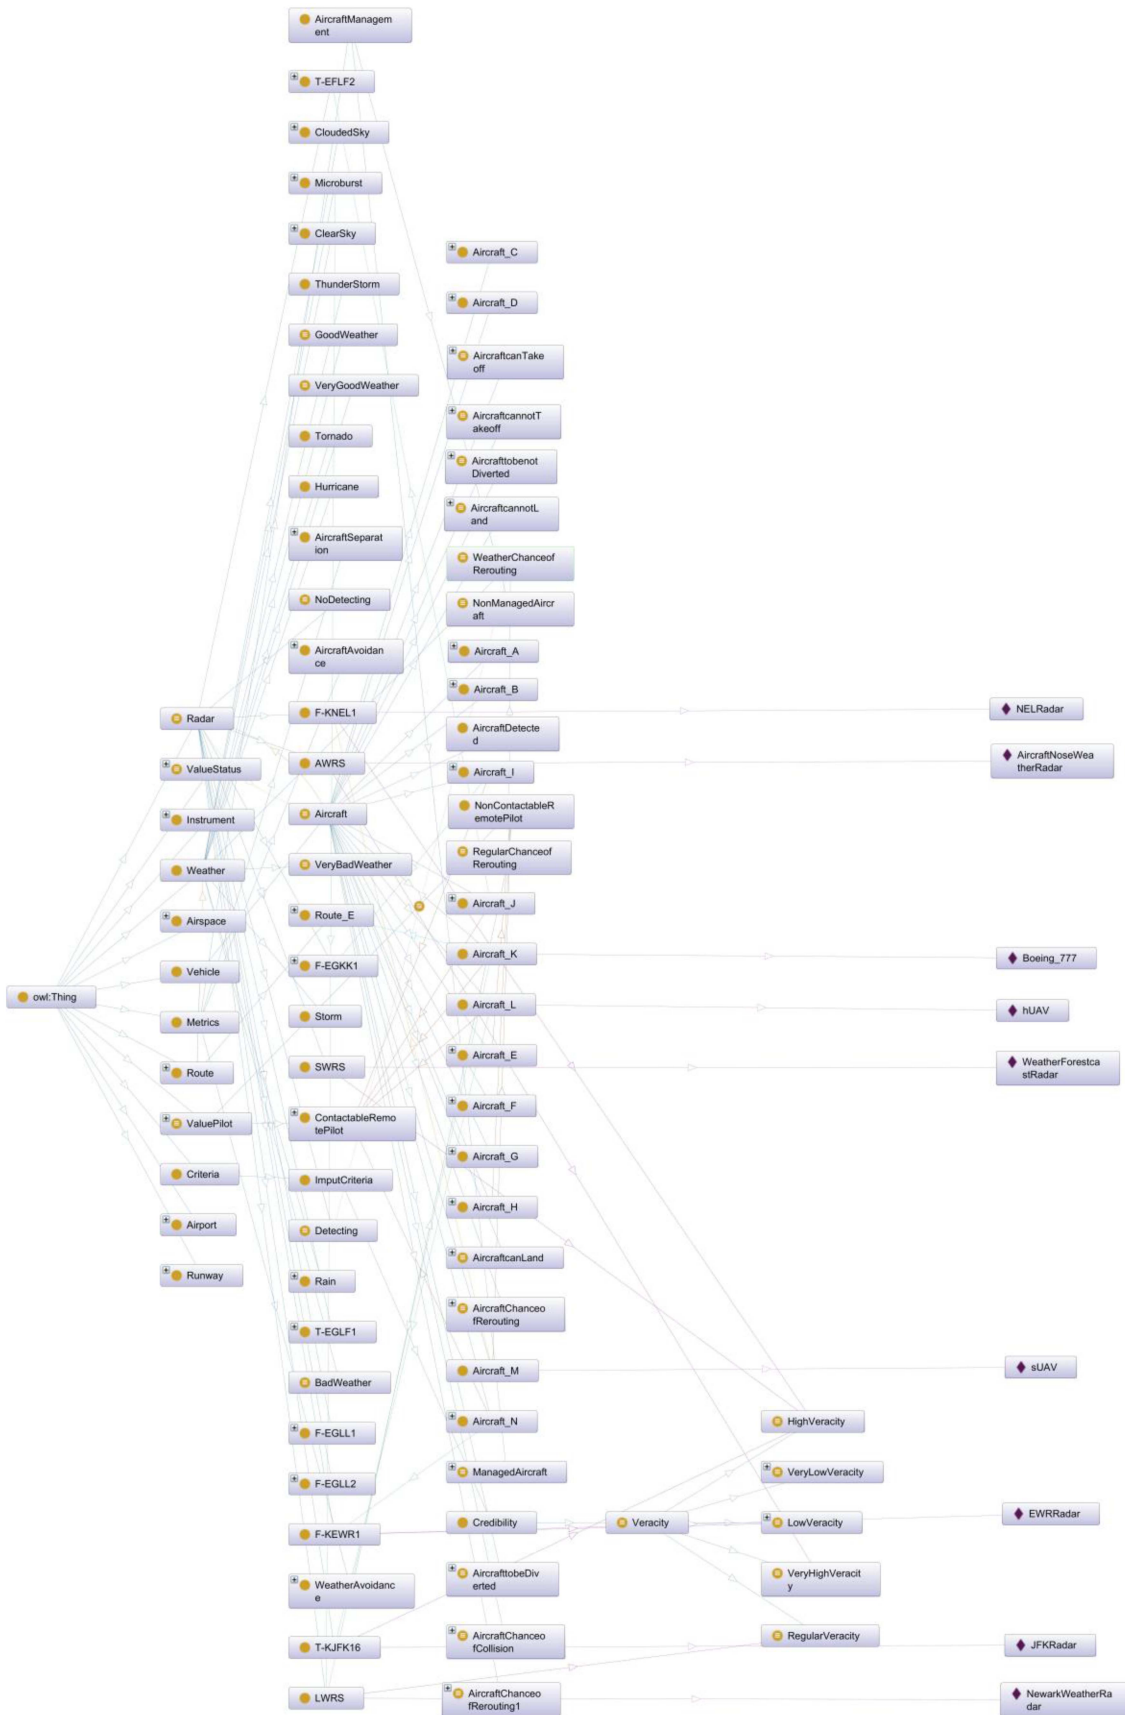 AircraftManagem
ent
T-EFLF2
CloudedSky
Microburst
ClearSky
ThunderStorm
GoodWeather
VeryGoodWeather
Tornado
Hurricane
AircraftSeparat
ion
NoDetecting
AircraftAvoidan
ce
F-KNEL1
AWRS
Aircraft
VeryBadWeather
Route_E
F-EGKK1
Storm
SWRS
ContactableRemo
tePilot
ImputCriteria
Detecting
Rain
T-EGLF1
BadWeather
F-EGLL1
F-EGLL2
F-KEWR1
WeatherAvoidanc
e
T-KJFK16
LWRS
owl:Thing
Radar
ValueStatus
Instrument
Weather
Airspace
Vehicle
Metrics
Route
ValuePilot
Criteria
Airport
Runway
Aircraft_C
Aircraft_D
AircraftcanTake
off
AircraftcannotT
akeoff
Aircrafttobenot
Diverted
AircraftcannotL
and
WeatherChanceof
Rerouting
NonManagedAircr
aft
Aircraft_A
Aircraft_B
AircraftDetecte
d
Aircraft_I
NonContactableR
emotePilot
RegularChanceof
Rerouting
Aircraft_J
Aircraft_K
Aircraft_L
Aircraft_E
Aircraft_F
Aircraft_G
Aircraft_H
AircraftcanLand
AircraftChanceo
fRerouting
Aircraft_M
Aircraft_N
ManagedAircraft
Credibility
AircrafttobeDiv
erted
AircraftChanceo
fCollision
AircraftChanceo
fRerouting1
Veracity
HighVeracity
VeryLowVeracity
LowVeracity
VeryHighVeracit
y
RegularVeracity
NELRadar
AircraftNoseWea
therRadar
Boeing_777
hUAV
WeatherForestca
stRadar
sUAV
EWRRadar
JFKRadar
NewarkWeatherRa
dar